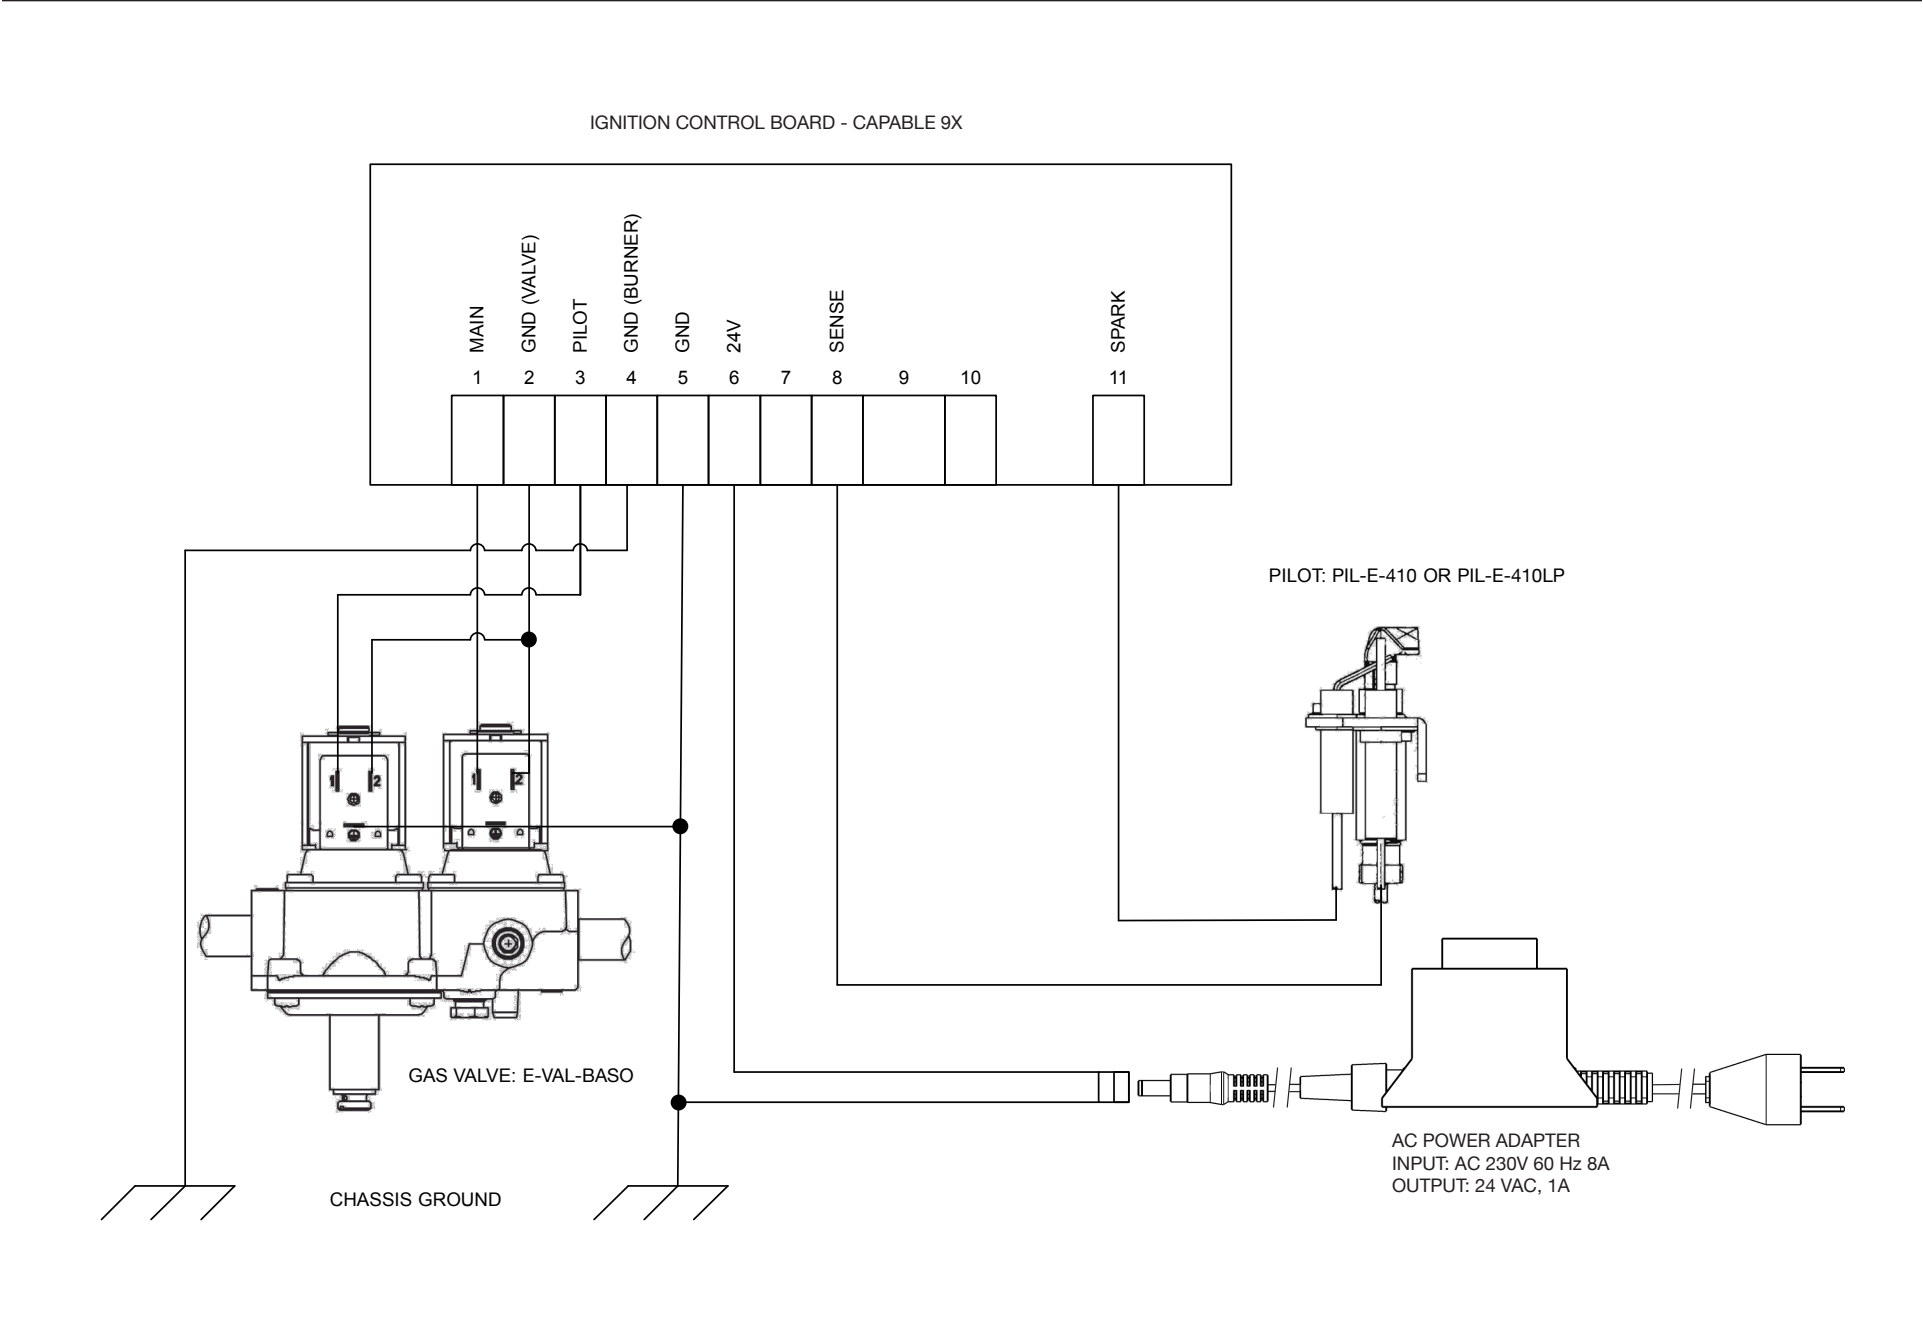 IGNITION CONTROL BOARD - CAPABLE 9X
MAIN
GND (VALVE)
PILOT
GND (BURNER)
GND
24V
SENSE
SPARK
1 2 3 4 5 6 7 8 9 10 11
PILOT: PIL-E-410 OR PIL-E-410LP
1 2 1 2
GAS VALVE: E-VAL-BASO
AC POWER ADAPTER
INPUT: AC 230V 60 Hz 8A
OUTPUT: 24 VAC, 1A
CHASSIS GROUND